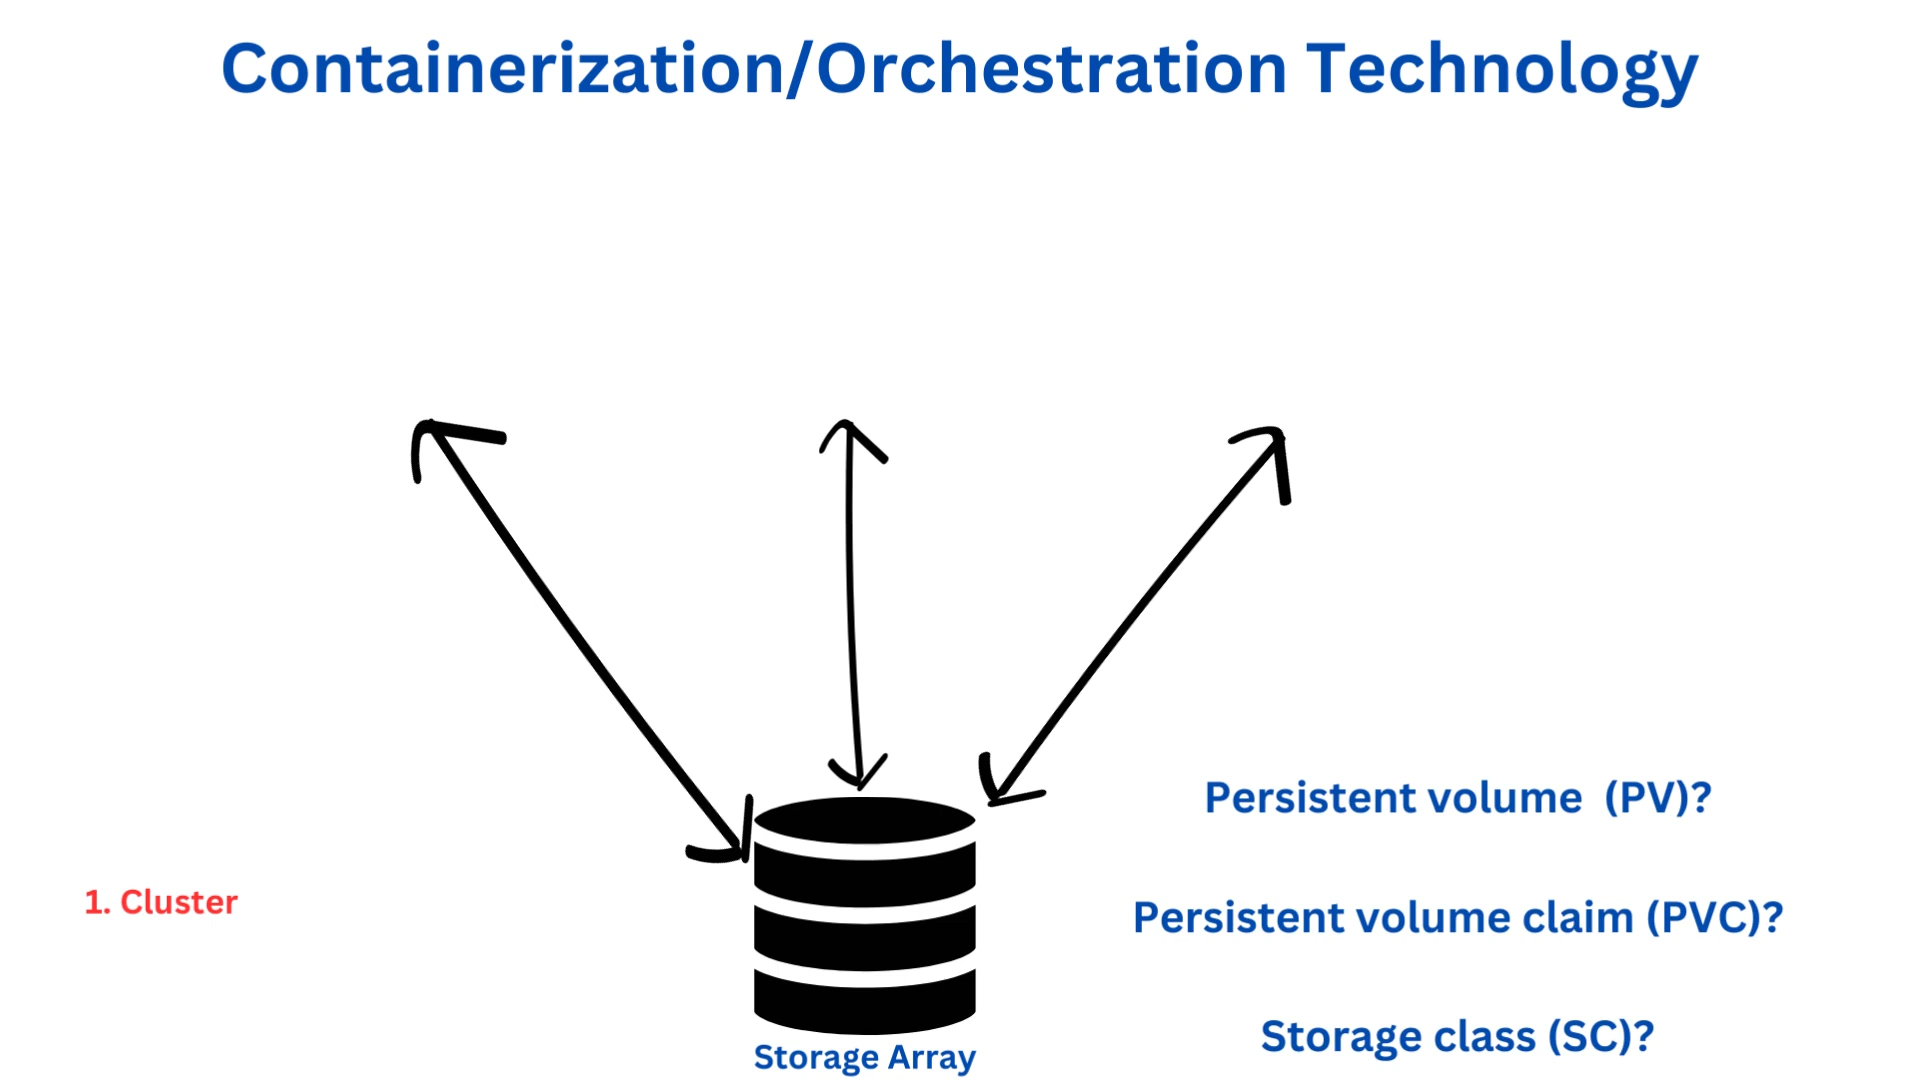 Containerization/Orchestration Technology
Persistent volume (PV)?
1. Cluster
Persistent volume claim (PVC)?
Storage class (SC)?
Storage Array